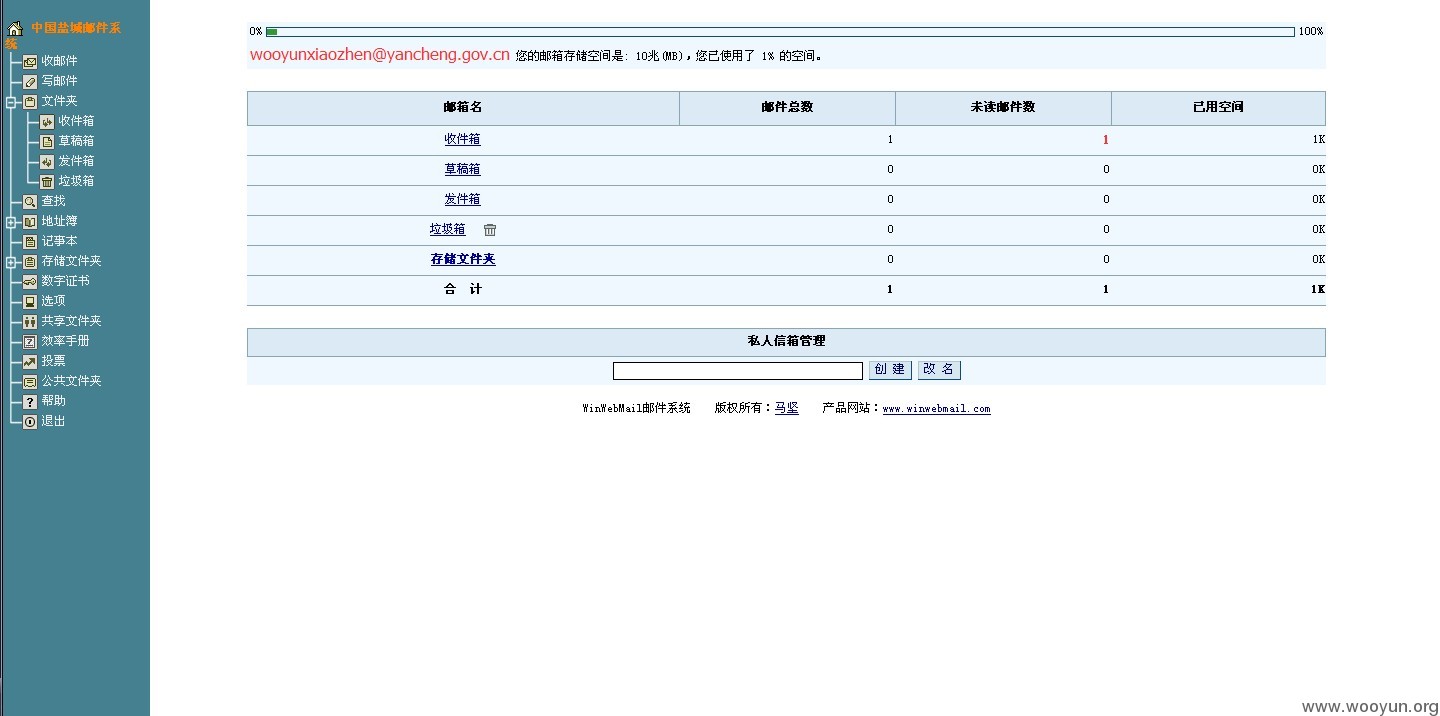 中国盐城邮件系
统
收邮件
写邮件
文件夹
收件箱
草稿箱
发件箱
垃圾箱
查找
地址簿
记事本
存储文件夹
数字证书
选项
共享文件夹
效率手册
投票
公共文件夹
帮助
退出
0% 100%
wooyunxiaozhen@yancheng.gov.cn 您的邮箱存储空间是: 10兆(MB),您已使用了 1% 的空间。
邮箱名 邮件总数 未读邮件数 已用空间
收件箱 1 1 1K
草稿箱 0 0 0K
发件箱 0 0 0K
垃圾箱 0 0 0K
存储文件夹 0 0 0K
合 计 1 1 1K
私人信箱管理
创 建 改 名
WinWebMail邮件系统 版权所有:马坚 产品网站:www.winwebmail.com
www.wooyun.org